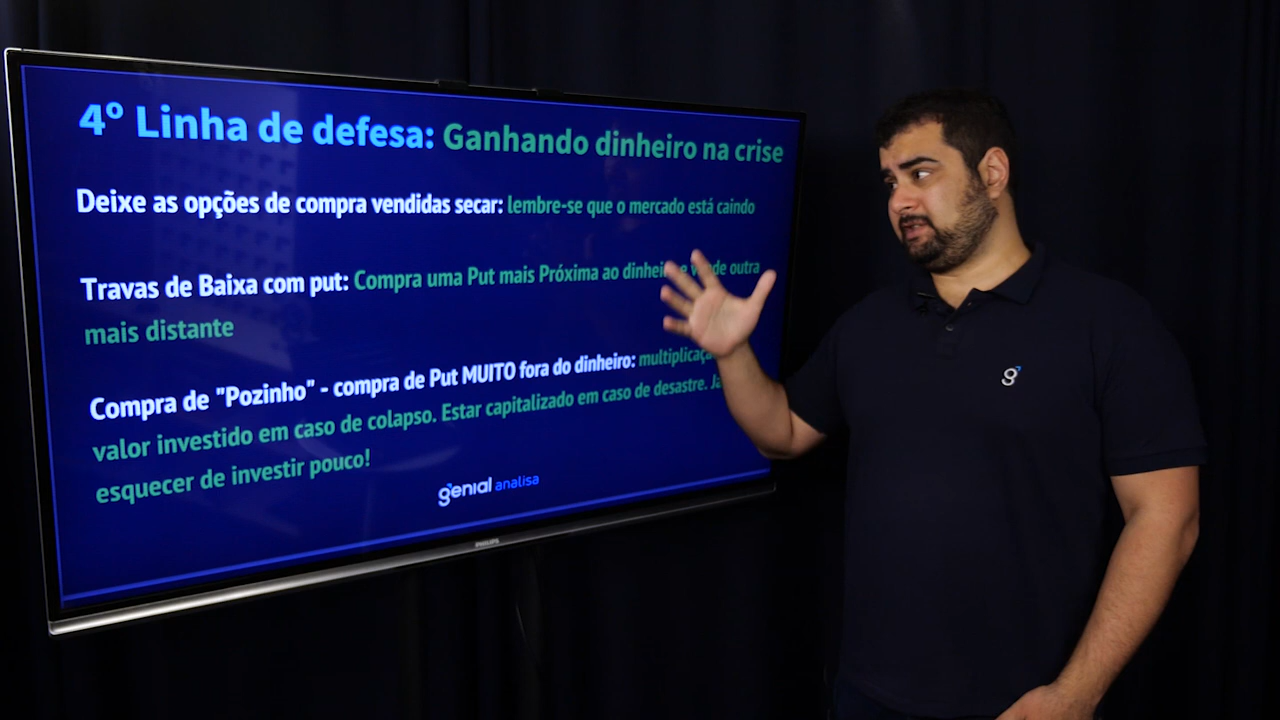 4º Linha de defesa: Ganhando dinheiro na crise
Deixe as opções de compra vendidas secar: lembre-se que o mercado está caindo
Travas de Baixa com put: Compra uma Put mais Próxima ao outra
mais distante
Compra de "Pozinho" - compra de Put MUITO fora do dinheiro:
valor investido em caso de colapso. Estar capitalizado em caso de desastre.
esquecer de investir pouco!
genial analisa
PHILIPS
g